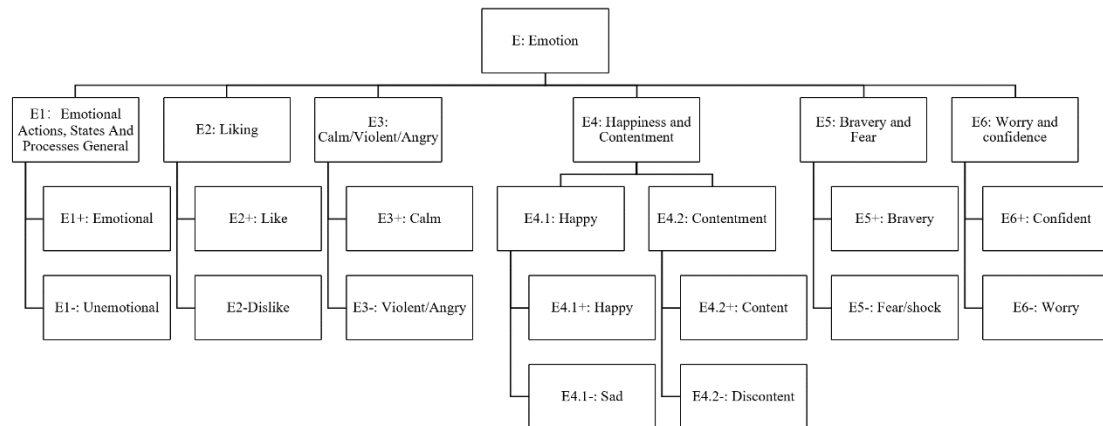 E: Emotion
E1: Emotional
Actions, States And
Processes General
E2: Liking
E3:
Calm/Violent/Angry
E4: Happiness and
Contentment
E5: Bravery and
Fear
E6: Worry and
confidence
E1+: Emotional
E2+: Like
E3+: Calm
E4.1: Happy
E4.2: Contentment
E5+: Bravery
E6+: Confident
E1-: Unemotional
E2-Dislike
E3-: Violent/Angry
E4.1+: Happy
E4.2+: Content
E5-: Fear/shock
E6-: Worry
E4.1-: Sad
E4.2-: Discontent